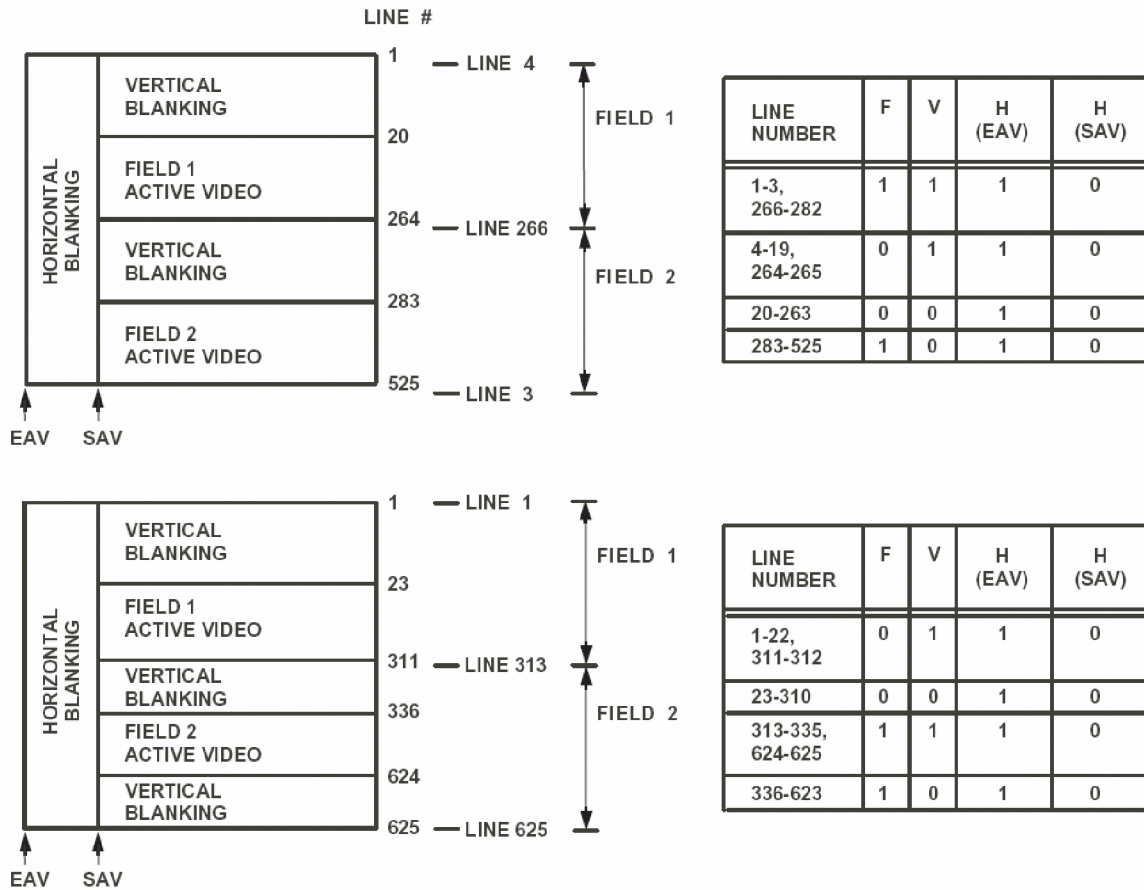 LINE #
1
LINE 4
VERTICAL
BLANKING
FIELD 1
20
FIELD 1
ACTIVE VIDEO
HORIZONTAL
BLANKING
264
LINE 266
VERTICAL
BLANKING
FIELD 2
283
FIELD 2
ACTIVE VIDEO
525
LINE 3
EAV
SAV
LINE
NUMBER
F
V
H
(EAV)
H
(SAV)
1-3,
266-282
1
1
1
0
4-19,
264-265
0
1
1
0
20-263
0
0
1
0
283-525
1
0
1
0
1
LINE 1
VERTICAL
BLANKING
FIELD 1
23
FIELD 1
ACTIVE VIDEO
HORIZONTAL
BLANKING
311
LINE 313
VERTICAL
BLANKING
336
FIELD 2
FIELD 2
ACTIVE VIDEO
624
VERTICAL
BLANKING
625
LINE 625
EAV
SAV
LINE
NUMBER
F
V
H
(EAV)
H
(SAV)
1-22,
311-312
0
1
1
0
23-310
0
0
1
0
313-335,
624-625
1
1
1
0
336-623
1
0
1
0